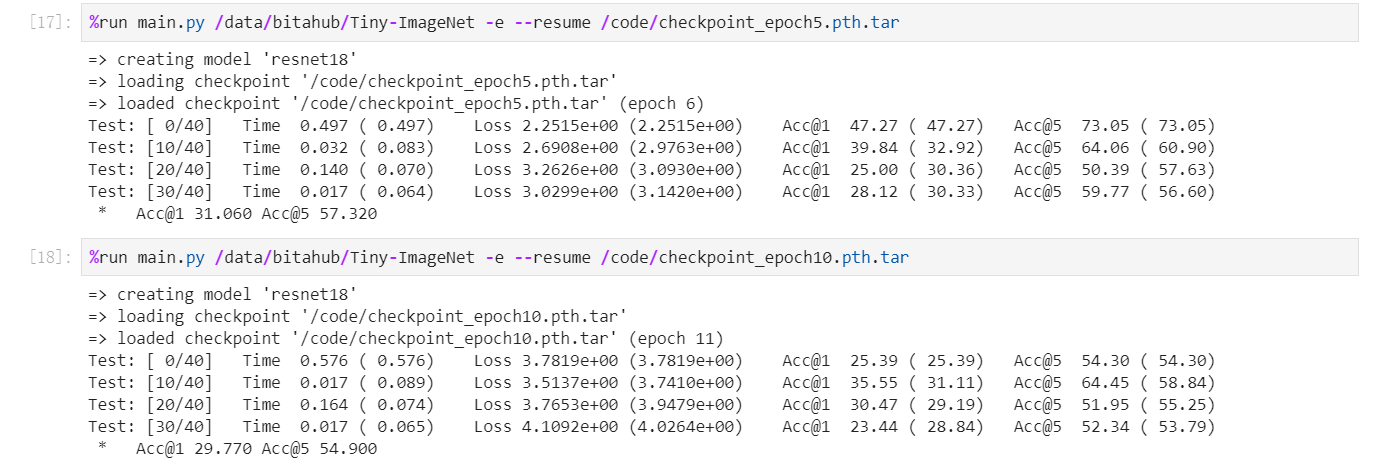 [17]: %run main.py /data/bitahub/Tiny-ImageNet -e --resume /code/checkpoint_epoch5.pth.tar
=> creating model 'resnet18'
=> loading checkpoint '/code/checkpoint_epoch5.pth.tar'
=> loaded checkpoint '/code/checkpoint_epoch5.pth.tar' (epoch 6)
Test: [ 0/40]   Time  0.497 ( 0.497)    Loss 2.2515e+00 (2.2515e+00)    Acc@1  47.27 ( 47.27)   Acc@5  73.05 ( 73.05)
Test: [10/40]   Time  0.032 ( 0.083)    Loss 2.6908e+00 (2.9763e+00)    Acc@1  39.84 ( 32.92)   Acc@5  64.06 ( 60.90)
Test: [20/40]   Time  0.140 ( 0.070)    Loss 3.2626e+00 (3.0930e+00)    Acc@1  25.00 ( 30.36)   Acc@5  50.39 ( 57.63)
Test: [30/40]   Time  0.017 ( 0.064)    Loss 3.0299e+00 (3.1420e+00)    Acc@1  28.12 ( 30.33)   Acc@5  59.77 ( 56.60)
 *   Acc@1 31.060 Acc@5 57.320
[18]: %run main.py /data/bitahub/Tiny-ImageNet -e --resume /code/checkpoint_epoch10.pth.tar
=> creating model 'resnet18'
=> loading checkpoint '/code/checkpoint_epoch10.pth.tar'
=> loaded checkpoint '/code/checkpoint_epoch10.pth.tar' (epoch 11)
Test: [ 0/40]   Time  0.576 ( 0.576)    Loss 3.7819e+00 (3.7819e+00)    Acc@1  25.39 ( 25.39)   Acc@5  54.30 ( 54.30)
Test: [10/40]   Time  0.017 ( 0.089)    Loss 3.5137e+00 (3.7410e+00)    Acc@1  35.55 ( 31.11)   Acc@5  64.45 ( 58.84)
Test: [20/40]   Time  0.164 ( 0.074)    Loss 3.7653e+00 (3.9479e+00)    Acc@1  30.47 ( 29.19)   Acc@5  51.95 ( 55.25)
Test: [30/40]   Time  0.017 ( 0.065)    Loss 4.1092e+00 (4.0264e+00)    Acc@1  23.44 ( 28.84)   Acc@5  52.34 ( 53.79)
 *   Acc@1 29.770 Acc@5 54.900